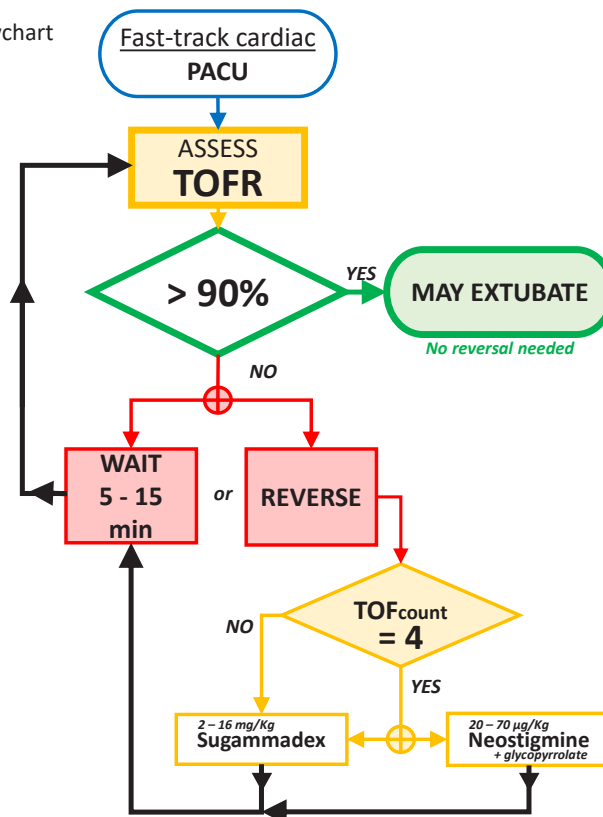 Fast-track cardiac
PACU
ASSESS
TOFR
> 90%
YES
MAY EXTUBATE
No reversal needed
NO
WAIT
5 - 15
min
or
REVERSE
TOFcount
= 4
NO
YES
2 – 16 mg/Kg
Sugammadex
20 – 70 µg/Kg
Neostigmine
+ glycopyrrolate